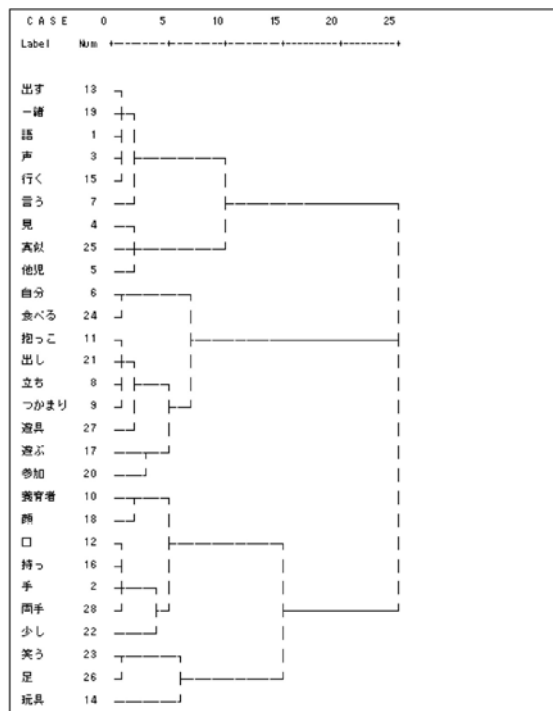 CASE 0 5 10 15 20 25
Label Num
出す 13
一緒 19
語 1
声 3
行く 15
言う 7
見 4
真似 25
他児 5
自分 6
食べる 24
抱っこ 11
出し 21
立ち 8
つかまり 9
遊具 27
遊ぶ 17
参加 20
養育者 10
顔 18
口 12
持っ 16
手 2
両手 28
少し 22
笑う 23
足 26
玩具 14